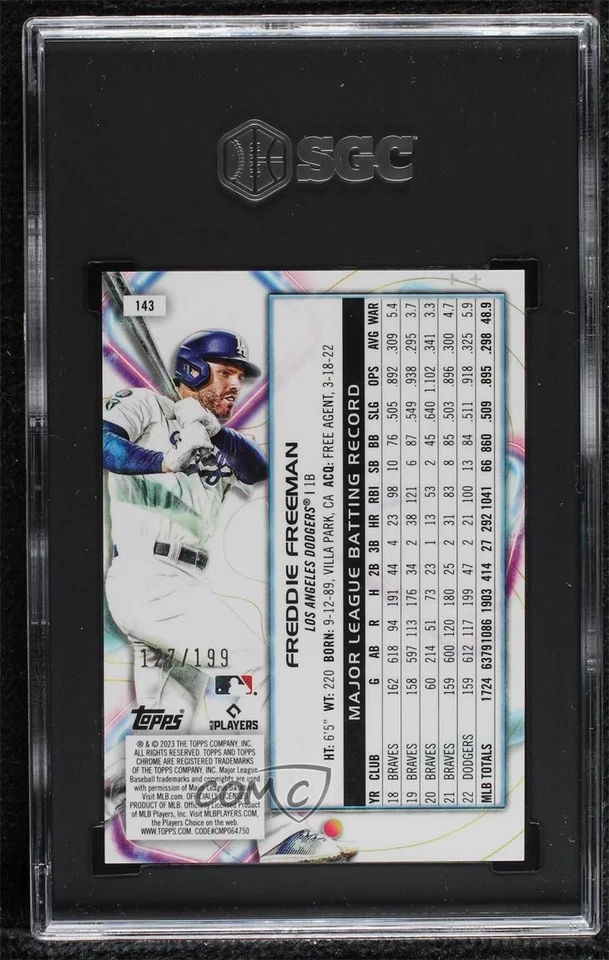 SGC
143
FREDDIE FREEMAN
LOS ANGELES DODGERS® | 1B
HT: 6'5" WT: 220 BORN: 9-12-89, VILLA PARK, CA ACQ: FREE AGENT, 3-18-22
MAJOR LEAGUE BATTING RECORD
YR CLUB G AB R H 2B 3B HR RBI SB BB SLG OPS AVG WAR
18 BRAVES 162 618 94 191 44 4 23 98 10 76 .505 .892 .309 5.4
19 BRAVES 158 597 113 176 34 2 38 121 6 87 .549 .938 .295 3.7
20 BRAVES 60 214 51 73 23 1 13 53 2 45 .640 1.102 .341 3.3
21 BRAVES 159 600 120 180 25 2 31 83 8 85 .503 .896 .300 4.7
22 DODGERS 159 612 117 199 47 2 21 100 13 84 .511 .918 .325 5.9
MLB TOTALS 1724 6379 1086 1903 414 27 292 1041 66 860 .509 .895 .298 48.9
127/199
Topps
PLAYERS
® & © 2023 THE TOPPS COMPANY, INC.
ALL RIGHTS RESERVED. TOPPS AND TOPPS
CHROME ARE REGISTERED TRADEMARKS
OF THE TOPPS COMPANY, INC. Major League
Baseball trademarks and copyrights are used
with permission of Major League Baseball.
Visit MLB.com. OFFICIALLY LICENSED
PRODUCT OF MLB. Officially Licensed Product
of MLB Players, Inc. Visit MLBPLAYERS.com,
the Players Choice on the web.
WWW.TOPPS.COM. CODE#CMP064750
COMC